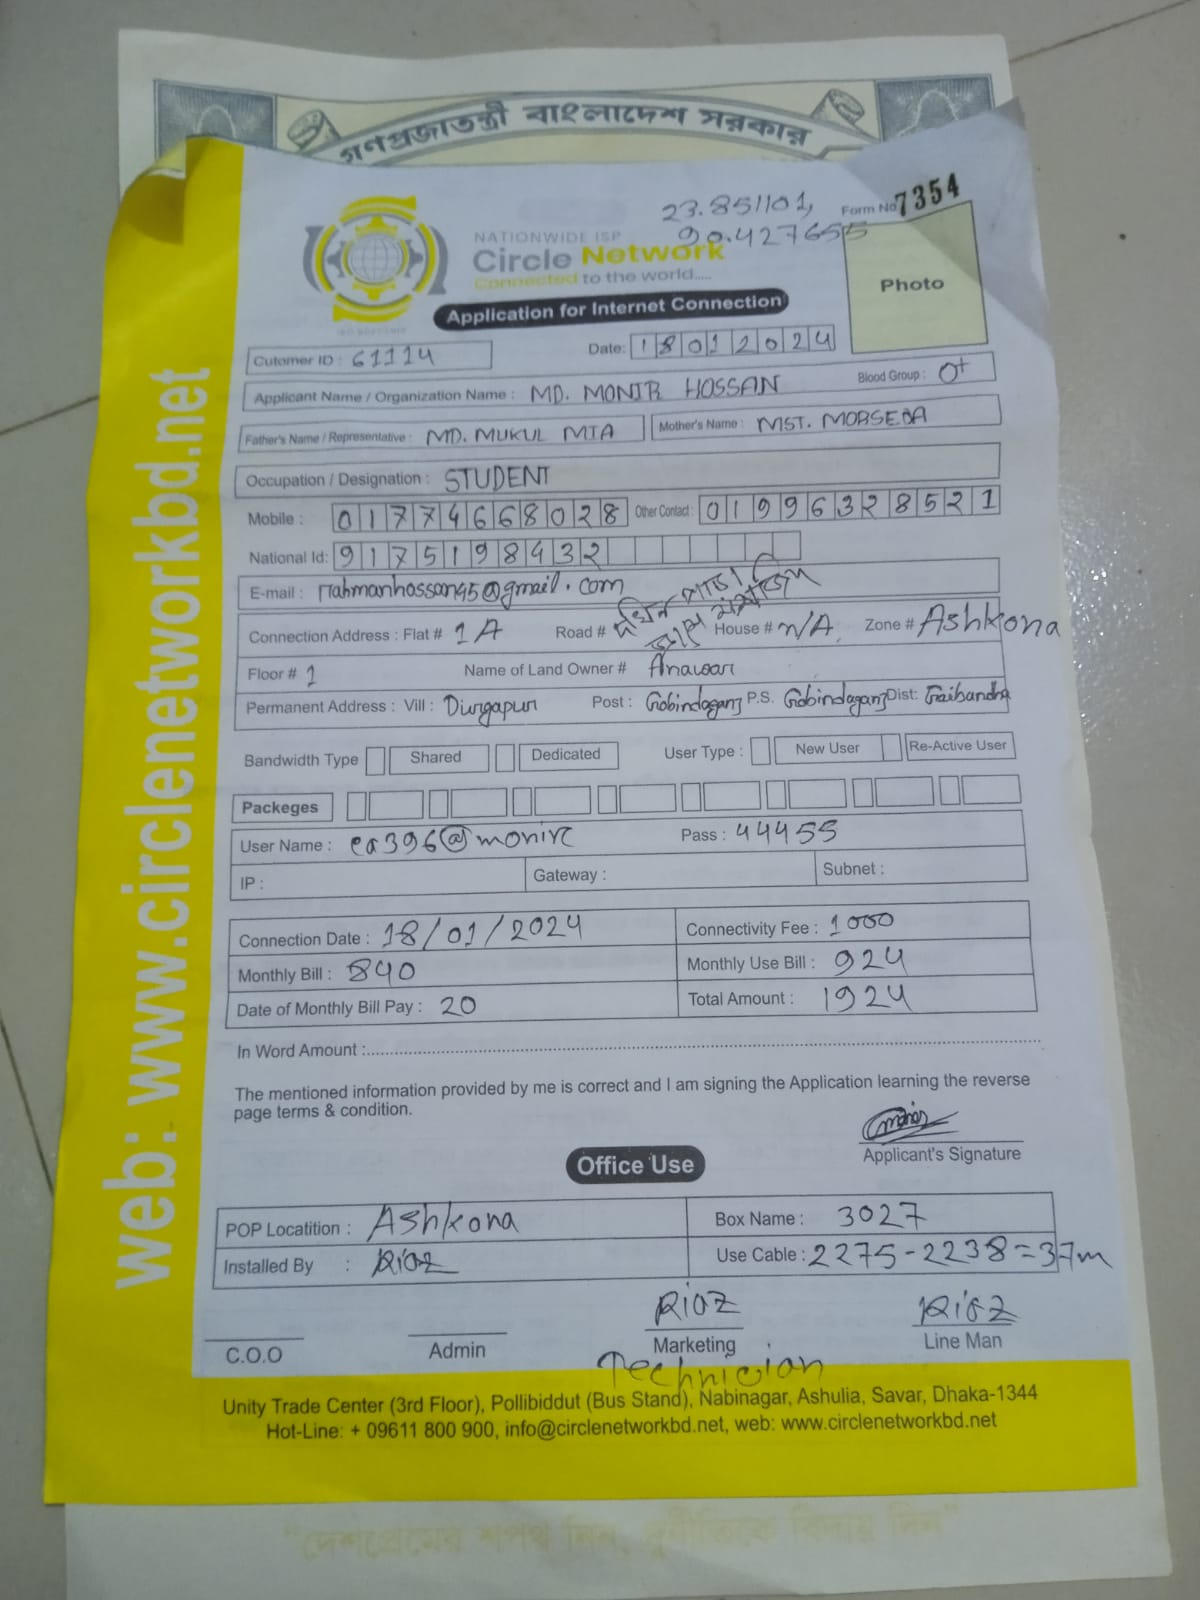 গণপ্রজাতন্ত্রী বাংলাদেশ সরকার
23.851101,
90.427655
Form No 7354
NATIONWIDE ISP
Circle Network
Connected to the world.....
Photo
Application for Internet Connection
Cutomer ID : 61114
Date: 18012024
Applicant Name / Organization Name : MD. MONIR HOSSAN
Blood Group : O+
Father's Name / Representative : MD. MUKUL MIA
Mother's Name : MST. MORSEDA
Occupation / Designation : STUDENT
Mobile : 01774668028
Other Contact : 01996328521
National Id: 9175198432
E-mail : rahmanhossan45@gmail.com
Connection Address : Flat # 1A Road # দক্ষিন পাড়া House # N/A Zone # Ashkona
Floor # 1 Name of Land Owner # Anawar
Permanent Address : Vill : Durgapur Post : Gobindaganj P.S. Gobindaganj Dist: Gaibandha
Bandwidth Type Shared Dedicated User Type : New User Re-Active User
Packeges
User Name : ea396@monir Pass : 44455
IP : Gateway : Subnet :
Connection Date : 18/01/2024 Connectivity Fee : 1000
Monthly Bill : 840 Monthly Use Bill : 924
Date of Monthly Bill Pay : 20 Total Amount : 1924
In Word Amount :
The mentioned information provided by me is correct and I am signing the Application learning the reverse
page terms & condition.
Applicant's Signature
Office Use
POP Locatition : Ashkona Box Name : 3027
Installed By : Riaz Use Cable : 2275-2238=37m
Riaz Riaz
C.O.O Admin Marketing Line Man
Technician
Unity Trade Center (3rd Floor), Pollibiddut (Bus Stand), Nabinagar, Ashulia, Savar, Dhaka-1344
Hot-Line: + 09611 800 900, info@circlenetworkbd.net, web: www.circlenetworkbd.net
web: www.circlenetworkbd.net
"দেশপ্রেমের শপথ নিন, দুর্নীতিকে বিদায় দিন"